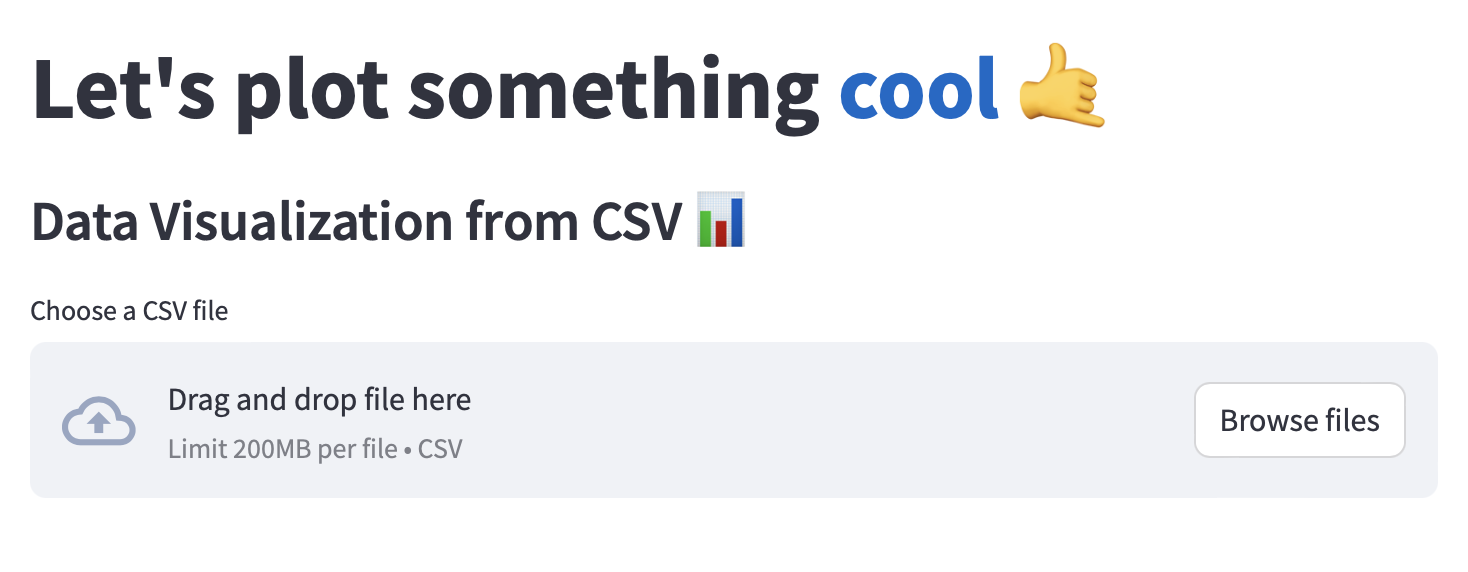 Let's plot something cool 🤙
Data Visualization from CSV 📊
Choose a CSV file
Drag and drop file here
Limit 200MB per file • CSV
Browse files